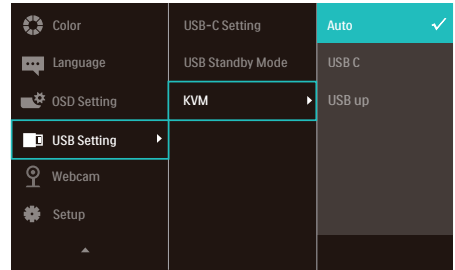 Color
Language
OSD Setting
USB Setting
Webcam
Setup
USB-C Setting
USB Standby Mode
KVM
Auto
USB C
USB up